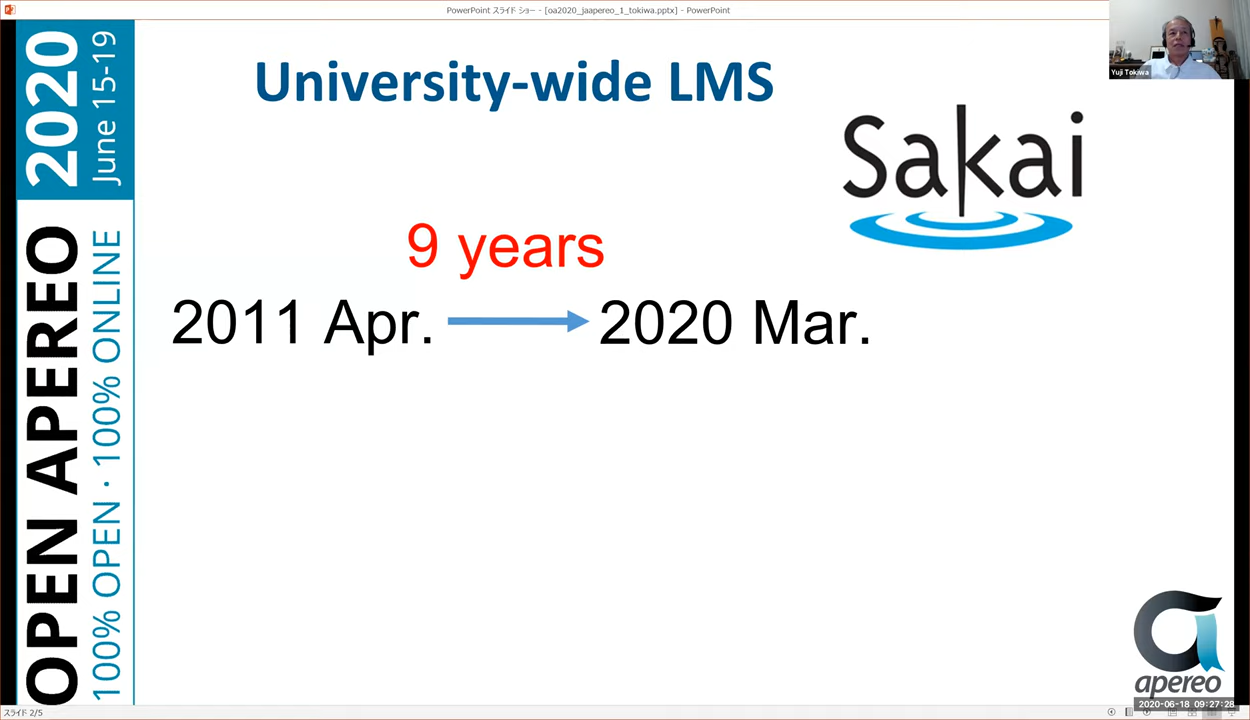 PowerPoint スライド ショー - [oa2020_jaapereo_1_tokiwa.pptx] - PowerPoint
Yuji Tokiwa
OPEN APEREO 2020
100% OPEN · 100% ONLINE June 15-19
University-wide LMS
Sakai
9 years
2011 Apr. 2020 Mar.
apereo
2020-06-18 09:27:28
スライド 2/5